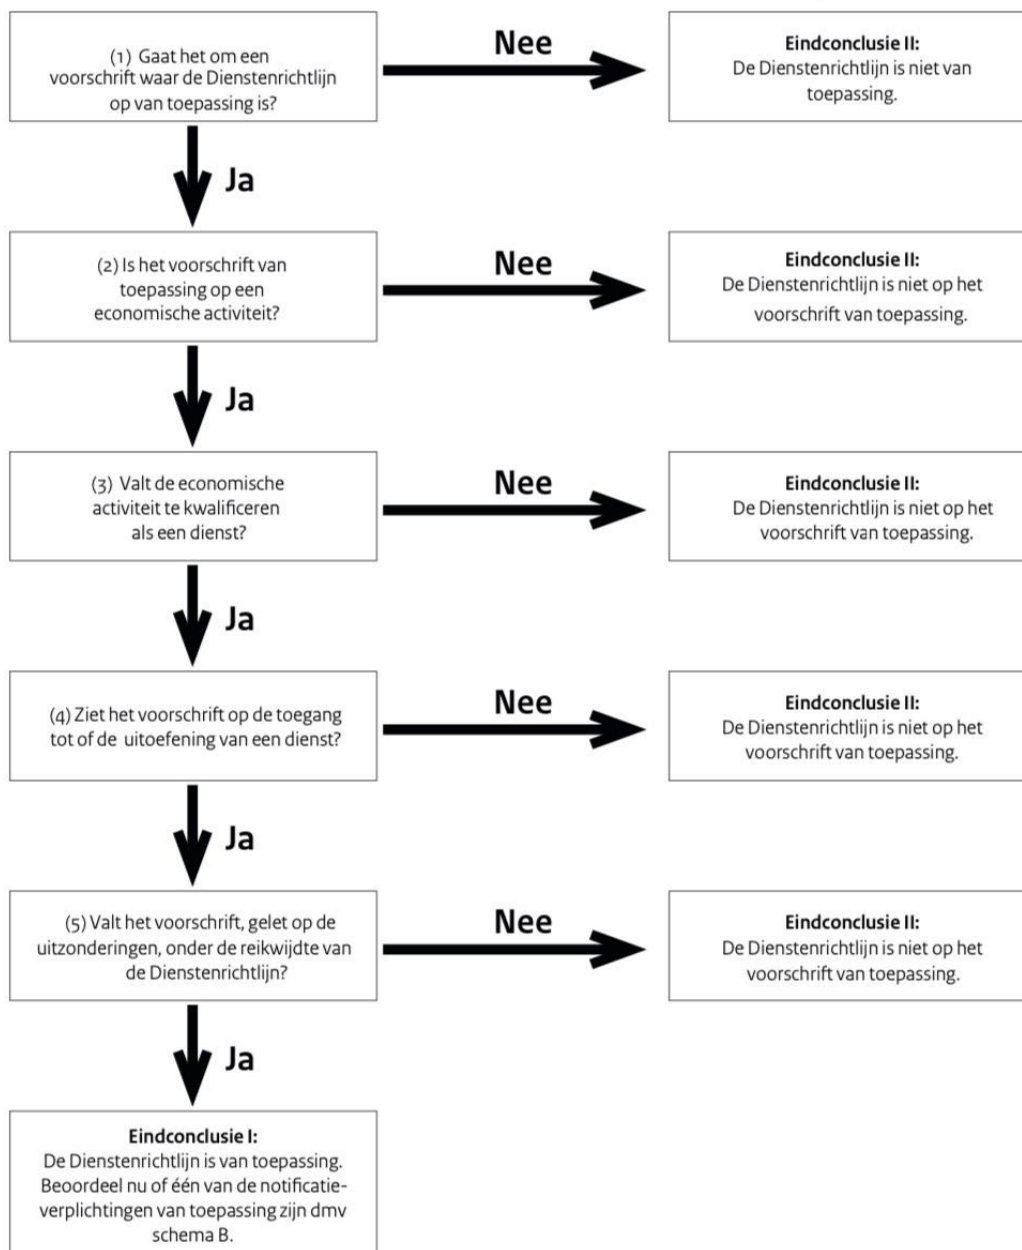 (1) Gaat het om een
voorschrift waar de Dienstenrichtlijn
op van toepassing is?
Nee
Eindconclusie II:
De Dienstenrichtlijn is niet van
toepassing.
Ja
(2) Is het voorschrift van
toepassing op een
economische activiteit?
Nee
Eindconclusie II:
De Dienstenrichtlijn is niet op het
voorschrift van toepassing.
Ja
(3) Valt de economische
activiteit te kwalificeren
als een dienst?
Nee
Eindconclusie II:
De Dienstenrichtlijn is niet op het
voorschrift van toepassing.
Ja
(4) Ziet het voorschrift op de toegang
tot of de uitoefening van een dienst?
Nee
Eindconclusie II:
De Dienstenrichtlijn is niet op het
voorschrift van toepassing.
Ja
(5) Valt het voorschrift, gelet op de
uitzonderingen, onder de reikwijdte van
de Dienstenrichtlijn?
Nee
Eindconclusie II:
De Dienstenrichtlijn is niet op het
voorschrift van toepassing.
Ja
Eindconclusie I:
De Dienstenrichtlijn is van toepassing.
Beoordeel nu of één van de notificatie-
verplichtingen van toepassing zijn dmv
schema B.